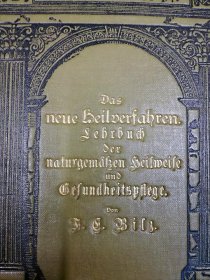 Das
neue Heilverfahren.
Lehrbuch
der
naturgemäßen Heilweise
und
Gesundheitspflege.
von
F. E. Bilz.